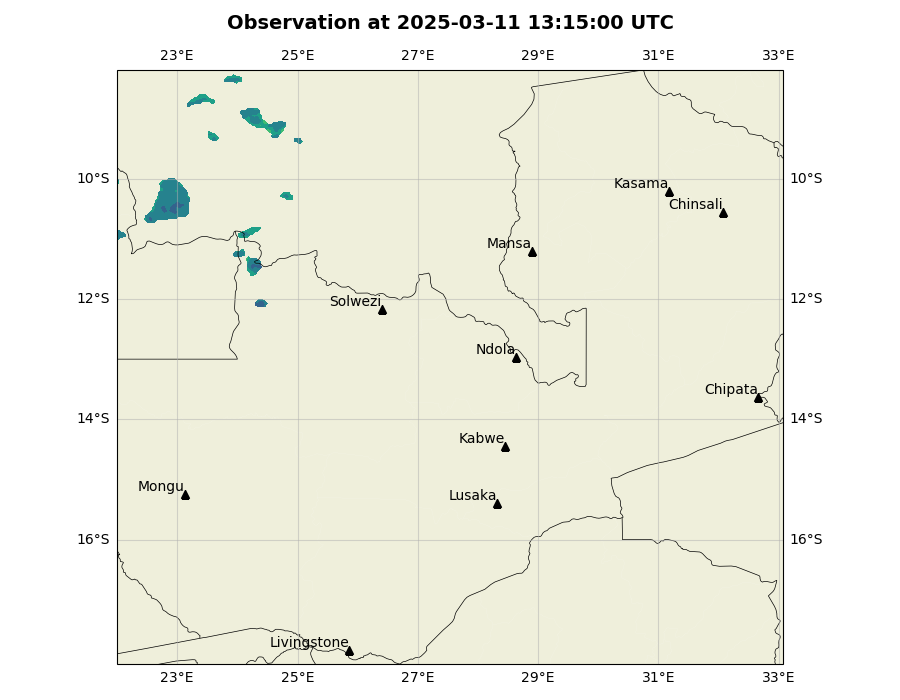 Observation at 2025-03-11 13:15:00 UTC
23°E 25°E 27°E 29°E 31°E 33°E
10°S 10°S
Kasama
Chinsali
Mansa
12°S 12°S
Solwezi
Ndola
Chipata
14°S 14°S
Kabwe
Mongu
Lusaka
16°S 16°S
Livingstone
23°E 25°E 27°E 29°E 31°E 33°E